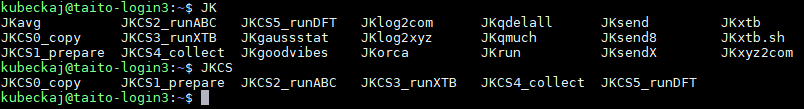 kubeckaj@taito-login3:~$ JK
JKavg JKCS2_runABC JKCS5_runDFT JKlog2com JKqdelall JKsend JKxtb
JKCS0_copy JKCS3_runXTB JKgaussstat JKlog2xyz JKqmuch JKsend8 JKxtb.sh
JKCS1_prepare JKCS4_collect JKgoodvibes JKorca JKrun JKsendX JKxyz2com
kubeckaj@taito-login3:~$ JKCS
JKCS0_copy JKCS1_prepare JKCS2_runABC JKCS3_runXTB JKCS4_collect JKCS5_runDFT
kubeckaj@taito-login3:~$